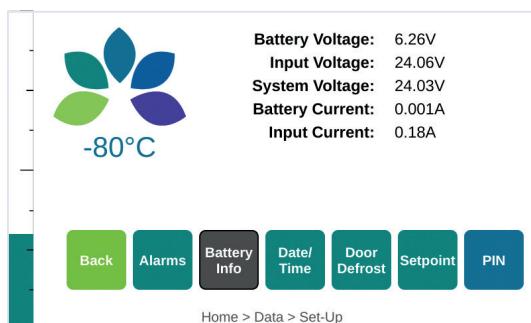 Battery Voltage: 6.26V
Input Voltage: 24.06V
System Voltage: 24.03V
Battery Current: 0.001A
Input Current: 0.18A
-80°C
Back
Alarms
Battery
Info
Date/
Time
Door
Defrost
Setpoint
PIN
Home > Data > Set-Up